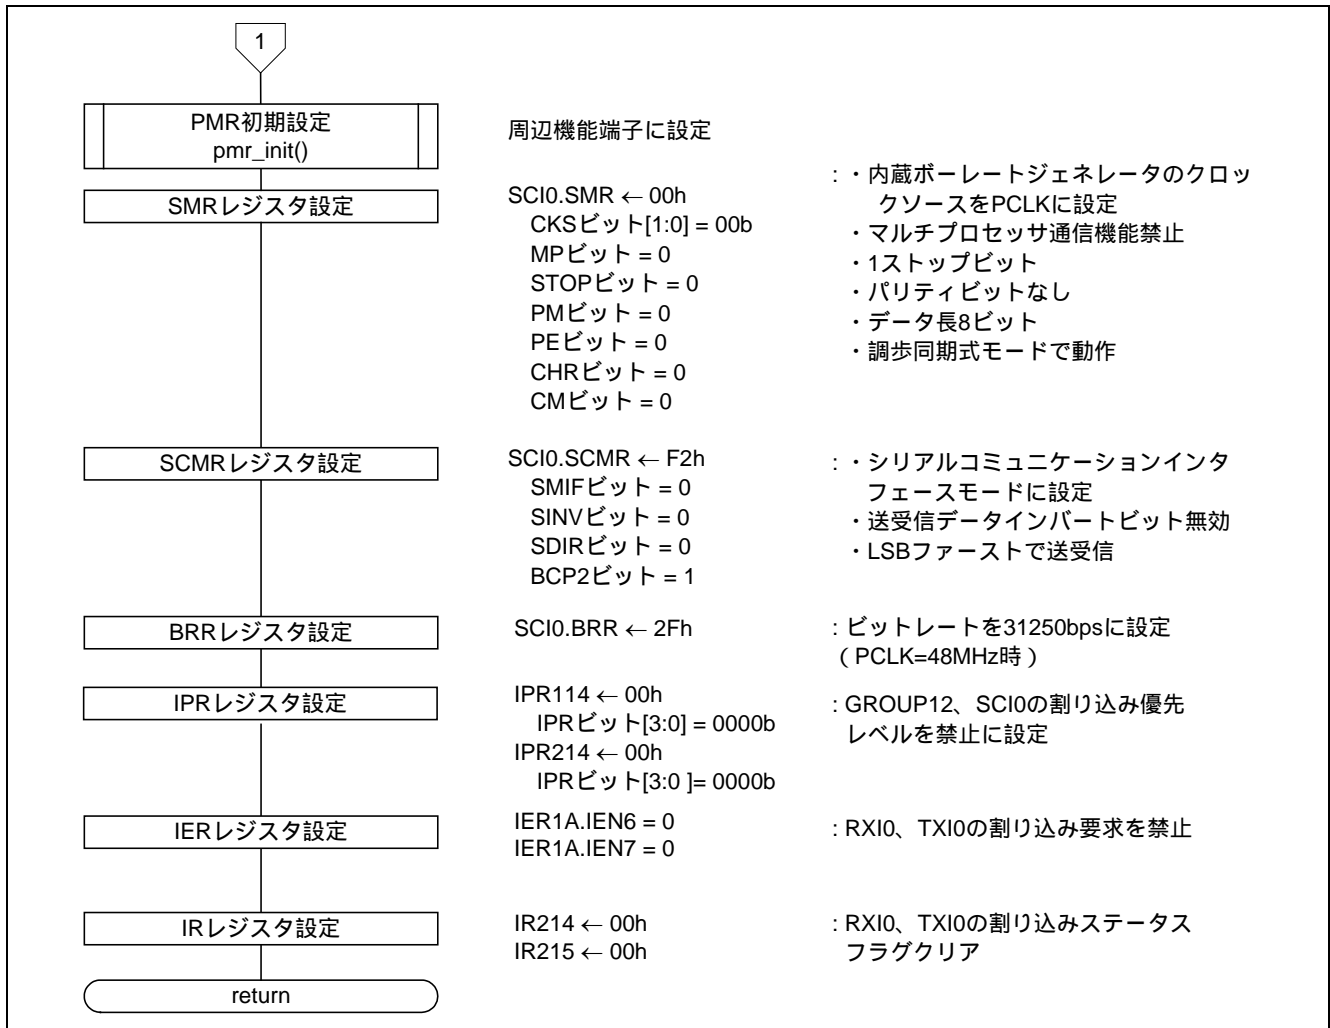 1
PMR初期設定
pmr_init()
周辺機能端子に設定
SMRレジスタ設定
SCI0.SMR ← 00h
CKSビット[1:0] = 00b
MPビット = 0
STOPビット = 0
PMビット = 0
PEビット = 0
CHRビット = 0
CMビット = 0
: ・内蔵ボーレートジェネレータのクロッ
クソースをPCLKに設定
・マルチプロセッサ通信機能禁止
・1ストップビット
・パリティビットなし
・データ長8ビット
・調歩同期式モードで動作
SCMRレジスタ設定
SCI0.SCMR ← F2h
SMIFビット = 0
SINVビット = 0
SDIRビット = 0
BCP2ビット = 1
: ・シリアルコミュニケーションインタ
フェースモードに設定
・送受信データインバートビット無効
・LSBファーストで送受信
BRRレジスタ設定
SCI0.BRR ← 2Fh
: ビットレートを31250bpsに設定
（PCLK=48MHz時）
IPRレジスタ設定
IPR114 ← 00h
IPRビット[3:0] = 0000b
IPR214 ← 00h
IPRビット[3:0 ]= 0000b
: GROUP12、SCI0の割り込み優先
レベルを禁止に設定
IERレジスタ設定
IER1A.IEN6 = 0
IER1A.IEN7 = 0
: RXI0、TXI0の割り込み要求を禁止
IRレジスタ設定
IR214 ← 00h
IR215 ← 00h
: RXI0、TXI0の割り込みステータス
フラグクリア
return